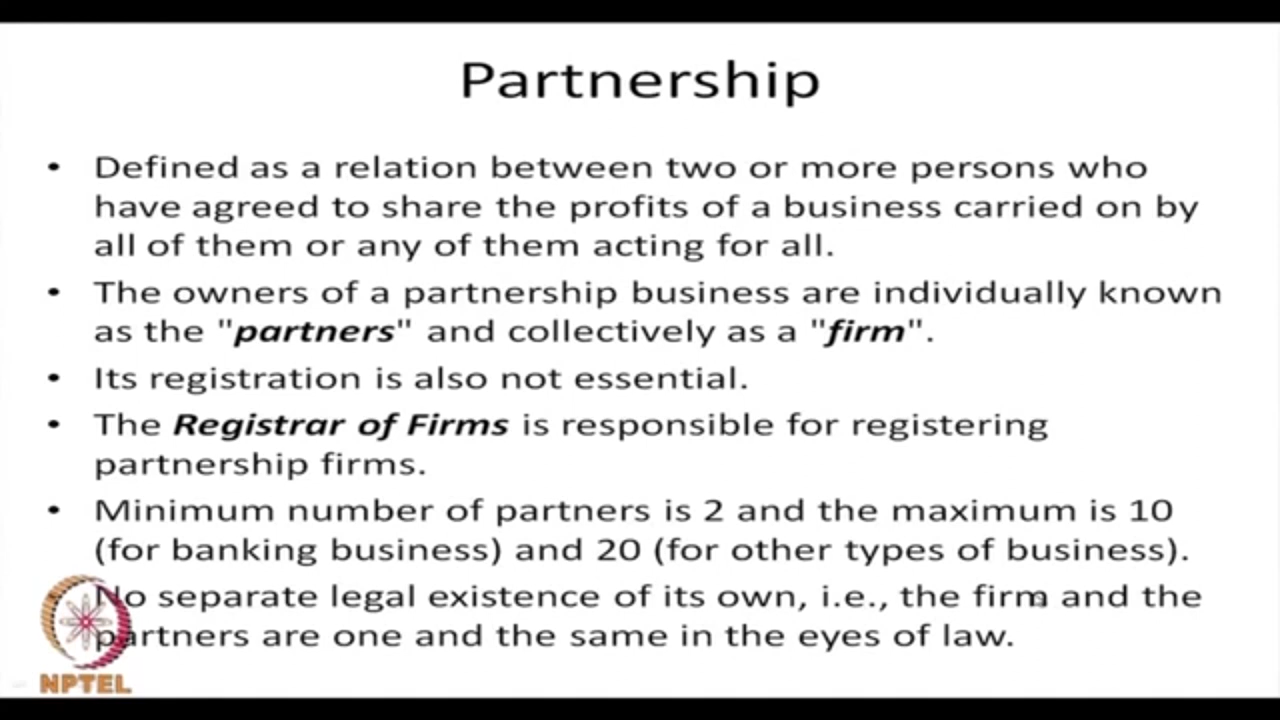 Partnership
• Defined as a relation between two or more persons who
have agreed to share the profits of a business carried on by
all of them or any of them acting for all.
• The owners of a partnership business are individually known
as the "partners" and collectively as a "firm".
• Its registration is also not essential.
• The Registrar of Firms is responsible for registering
partnership firms.
• Minimum number of partners is 2 and the maximum is 10
(for banking business) and 20 (for other types of business).
No separate legal existence of its own, i.e., the firm and the
partners are one and the same in the eyes of law.
NPTEL